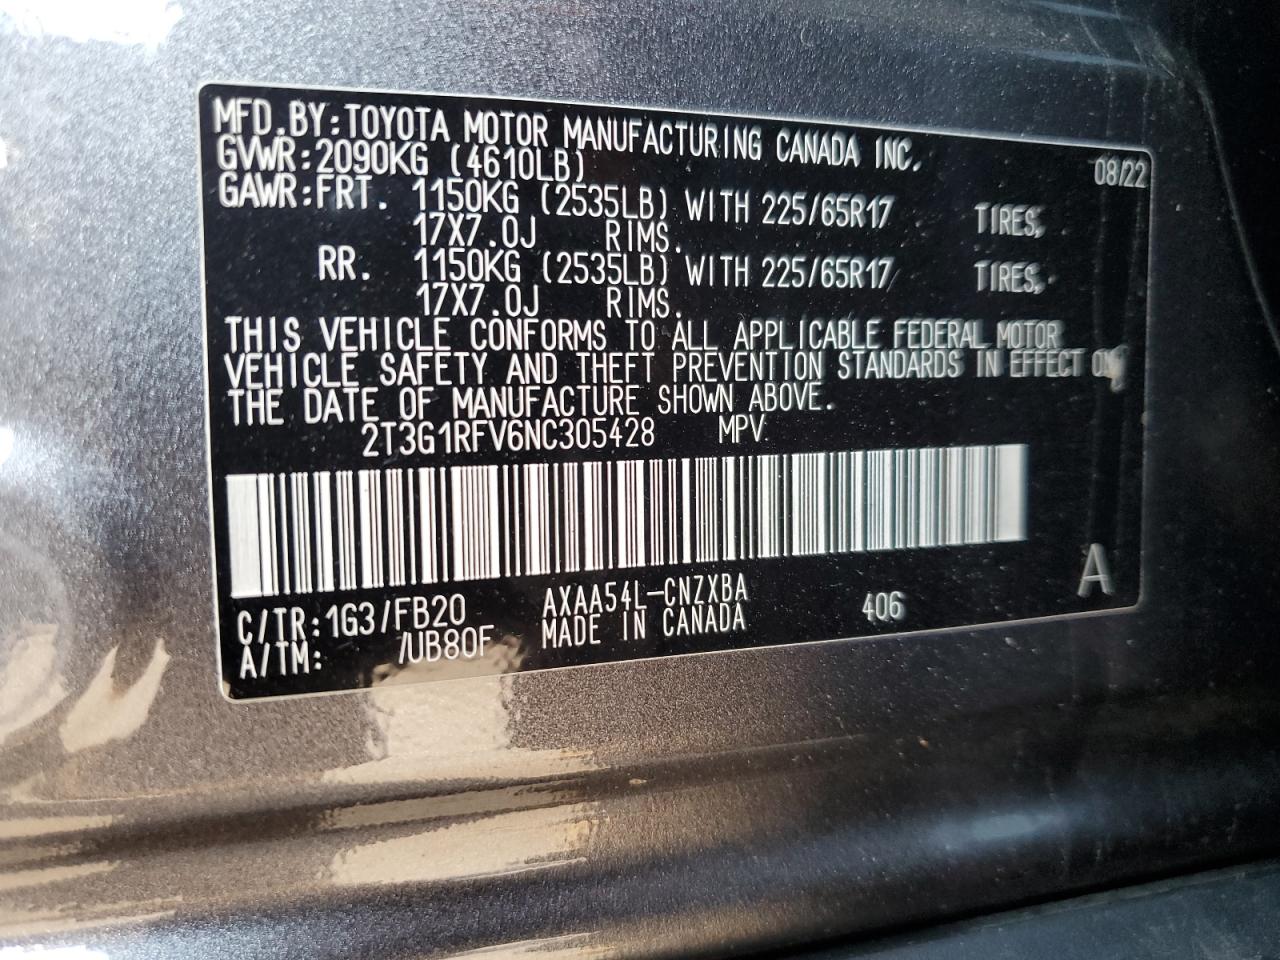 MFD.BY:TOYOTA MOTOR MANUFACTURING CANADA INC.
GVWR:2090KG (4610LB) 08/22
GAWR:FRT. 1150KG (2535LB) WITH 225/65R17 TIRES,
17X7.0J RIMS.
RR. 1150KG (2535LB) WITH 225/65R17 TIRES,
17X7.0J RIMS.
THIS VEHICLE CONFORMS TO ALL APPLICABLE FEDERAL MOTOR
VEHICLE SAFETY AND THEFT PREVENTION STANDARDS IN EFFECT ON
THE DATE OF MANUFACTURE SHOWN ABOVE.
2T3G1RFV6NC305428 MPV
A
C/TR:1G3/FB20 AXAA54L-CNZXBA 406
A/TM: /UB80F MADE IN CANADA